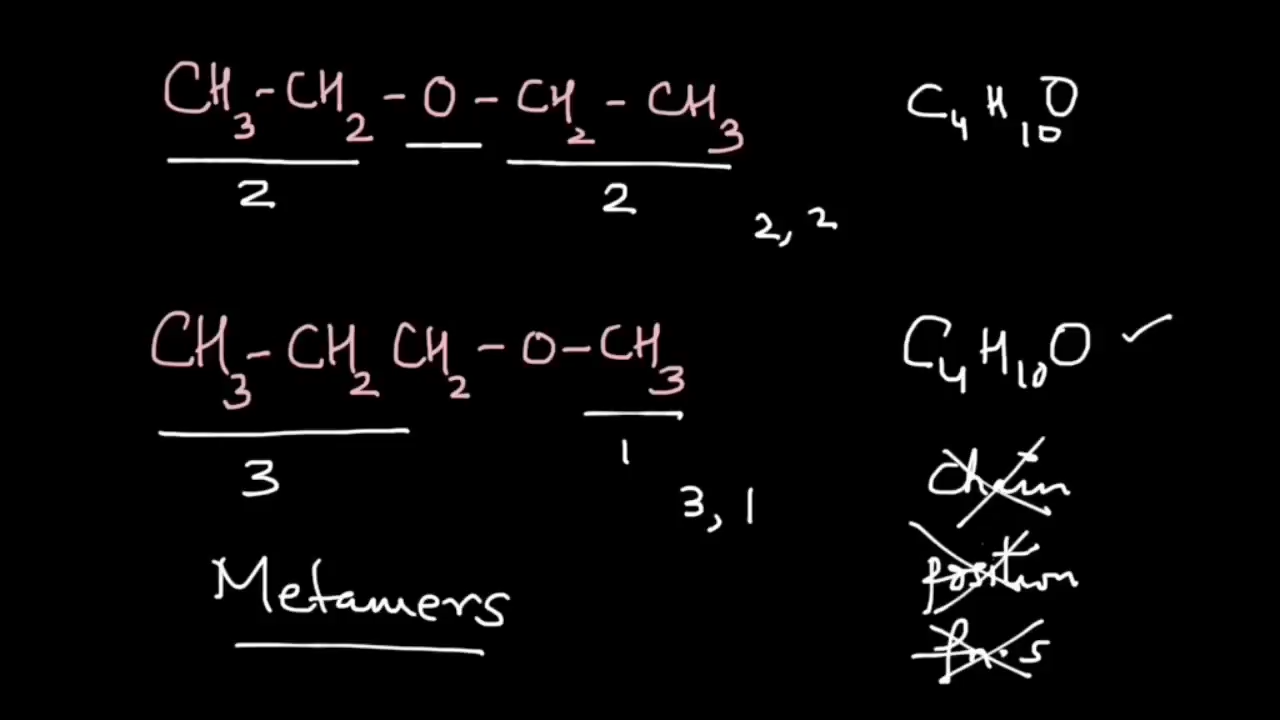 CH₃-CH₂-O-CH₂-CH₃ C₄H₁₀O
2 2
2, 2
CH₃-CH₂CH₂-O-CH₃ C₄H₁₀O ✓
3 1
3, 1
Chain
Metamers
position
fn.s